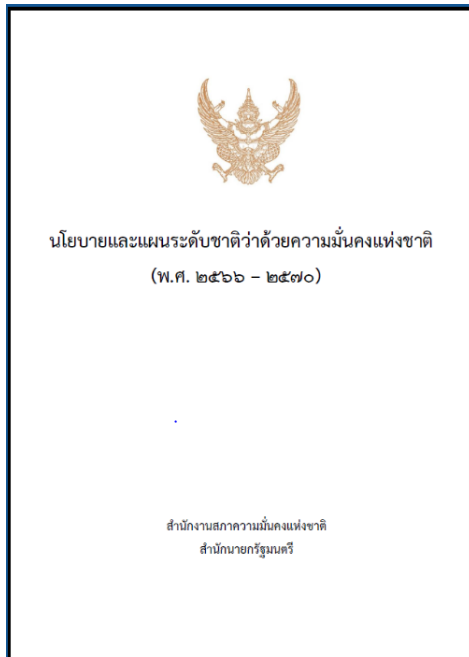 นโยบายและแผนระดับชาติว่าด้วยความมั่นคงแห่งชาติ
(พ.ศ. ๒๕๖๖ – ๒๕๗๐)
สำนักงานสภาความมั่นคงแห่งชาติ
สำนักนายกรัฐมนตรี